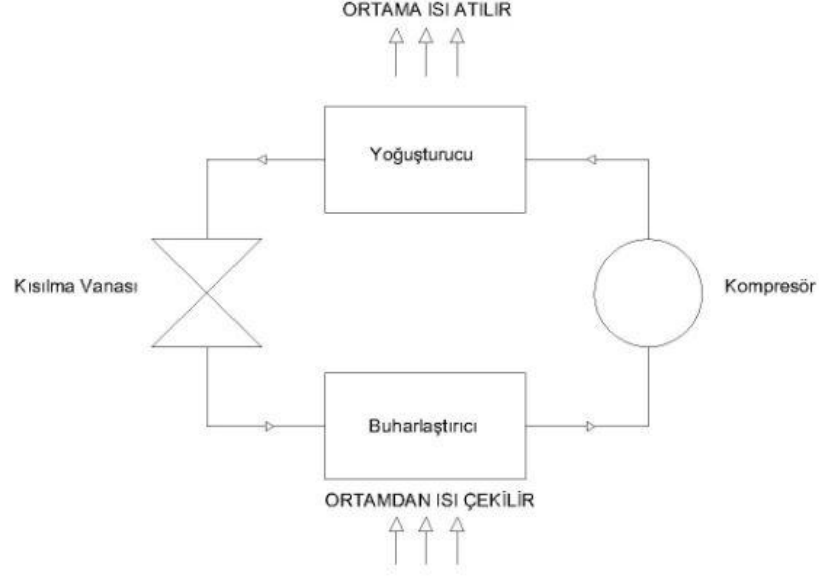 ORTAMA ISI ATILIR
Yoğuşturucu
Kısılma Vanası
Kompresör
Buharlaştırıcı
ORTAMDAN ISI ÇEKİLİR